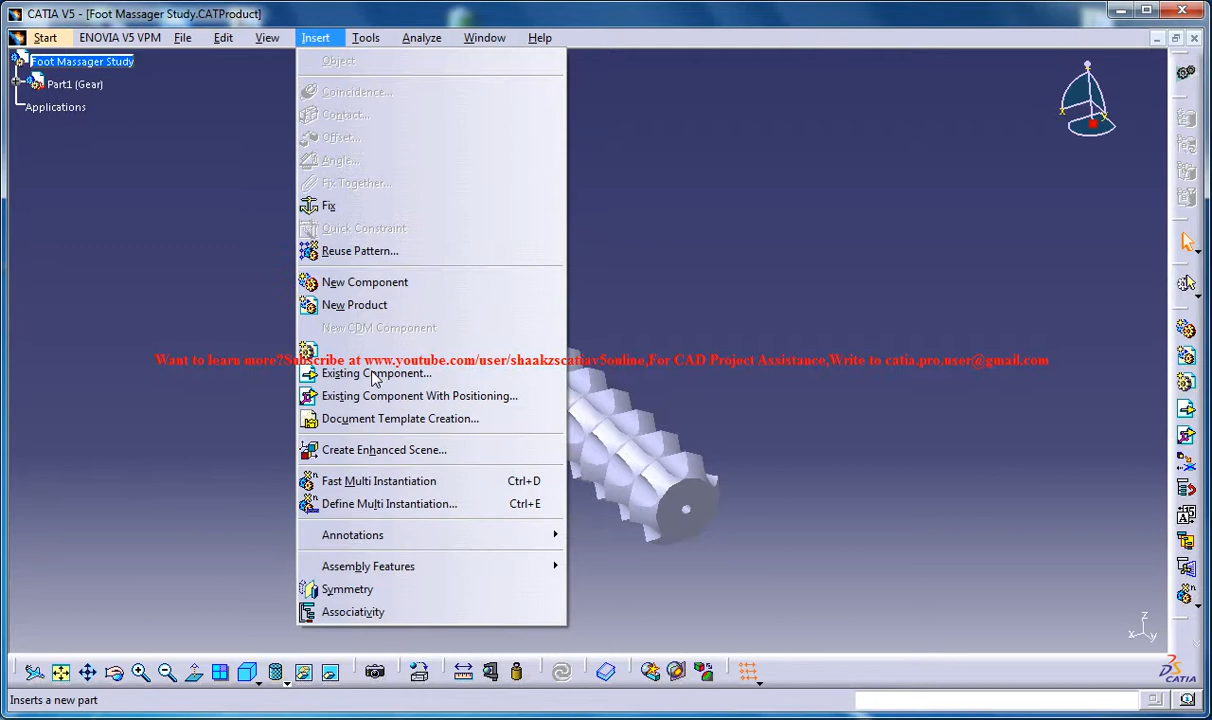 CATIA V5 - [Foot Massager Study.CATProduct]
Start ENOVIA V5 VPM File Edit View Insert Tools Analyze Window Help
Foot Massager Study
Part1 (Gear)
Applications
Object
Coincidence...
Contact...
Offset...
Angle...
Fix Together...
Fix
Quick Constraint
Reuse Pattern...
New Component
New Product
New CDM Component
Want to learn more?Subscribe at www.youtube.com/user/shaakzscatiav5online,For CAD Project Assistance,Write to catia.pro.user@gmail.com
Existing Component...
Existing Component With Positioning...
Document Template Creation...
Create Enhanced Scene...
Fast Multi Instantiation Ctrl+D
Define Multi Instantiation... Ctrl+E
Annotations
Assembly Features
Symmetry
Associativity
z
x y
Inserts a new part
CATIA